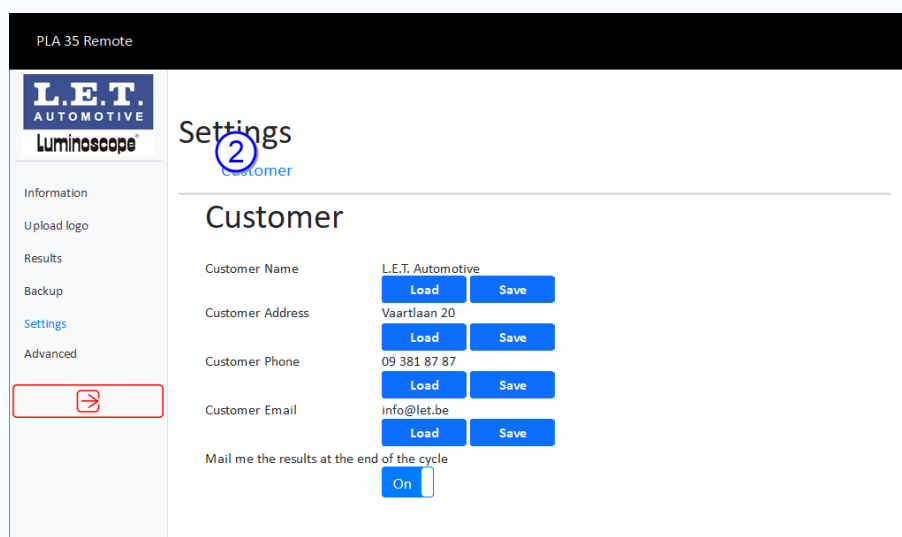 PLA 35 Remote
L.E.T.
AUTOMOTIVE
Luminoscope®
Information
Upload logo
Results
Backup
Settings
Advanced
Settings
2
Customer
Customer
Customer Name
L.E.T. Automotive
Load Save
Customer Address
Vaartlaan 20
Load Save
Customer Phone
09 381 87 87
Load Save
Customer Email
info@let.be
Load Save
Mail me the results at the end of the cycle
On